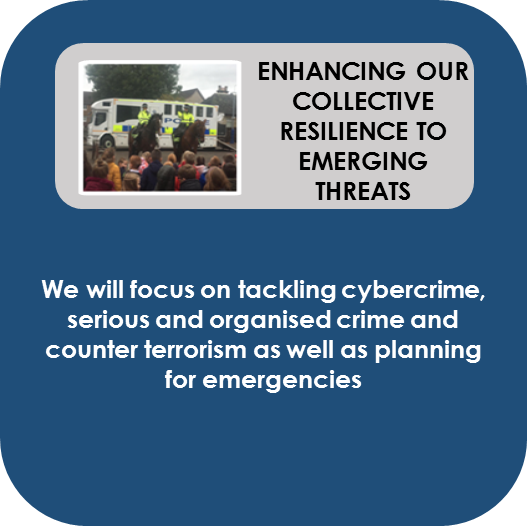 ENHANCING OUR
COLLECTIVE
RESILIENCE TO
EMERGING
THREATS
We will focus on tackling cybercrime,
serious and organised crime and
counter terrorism as well as planning
for emergencies